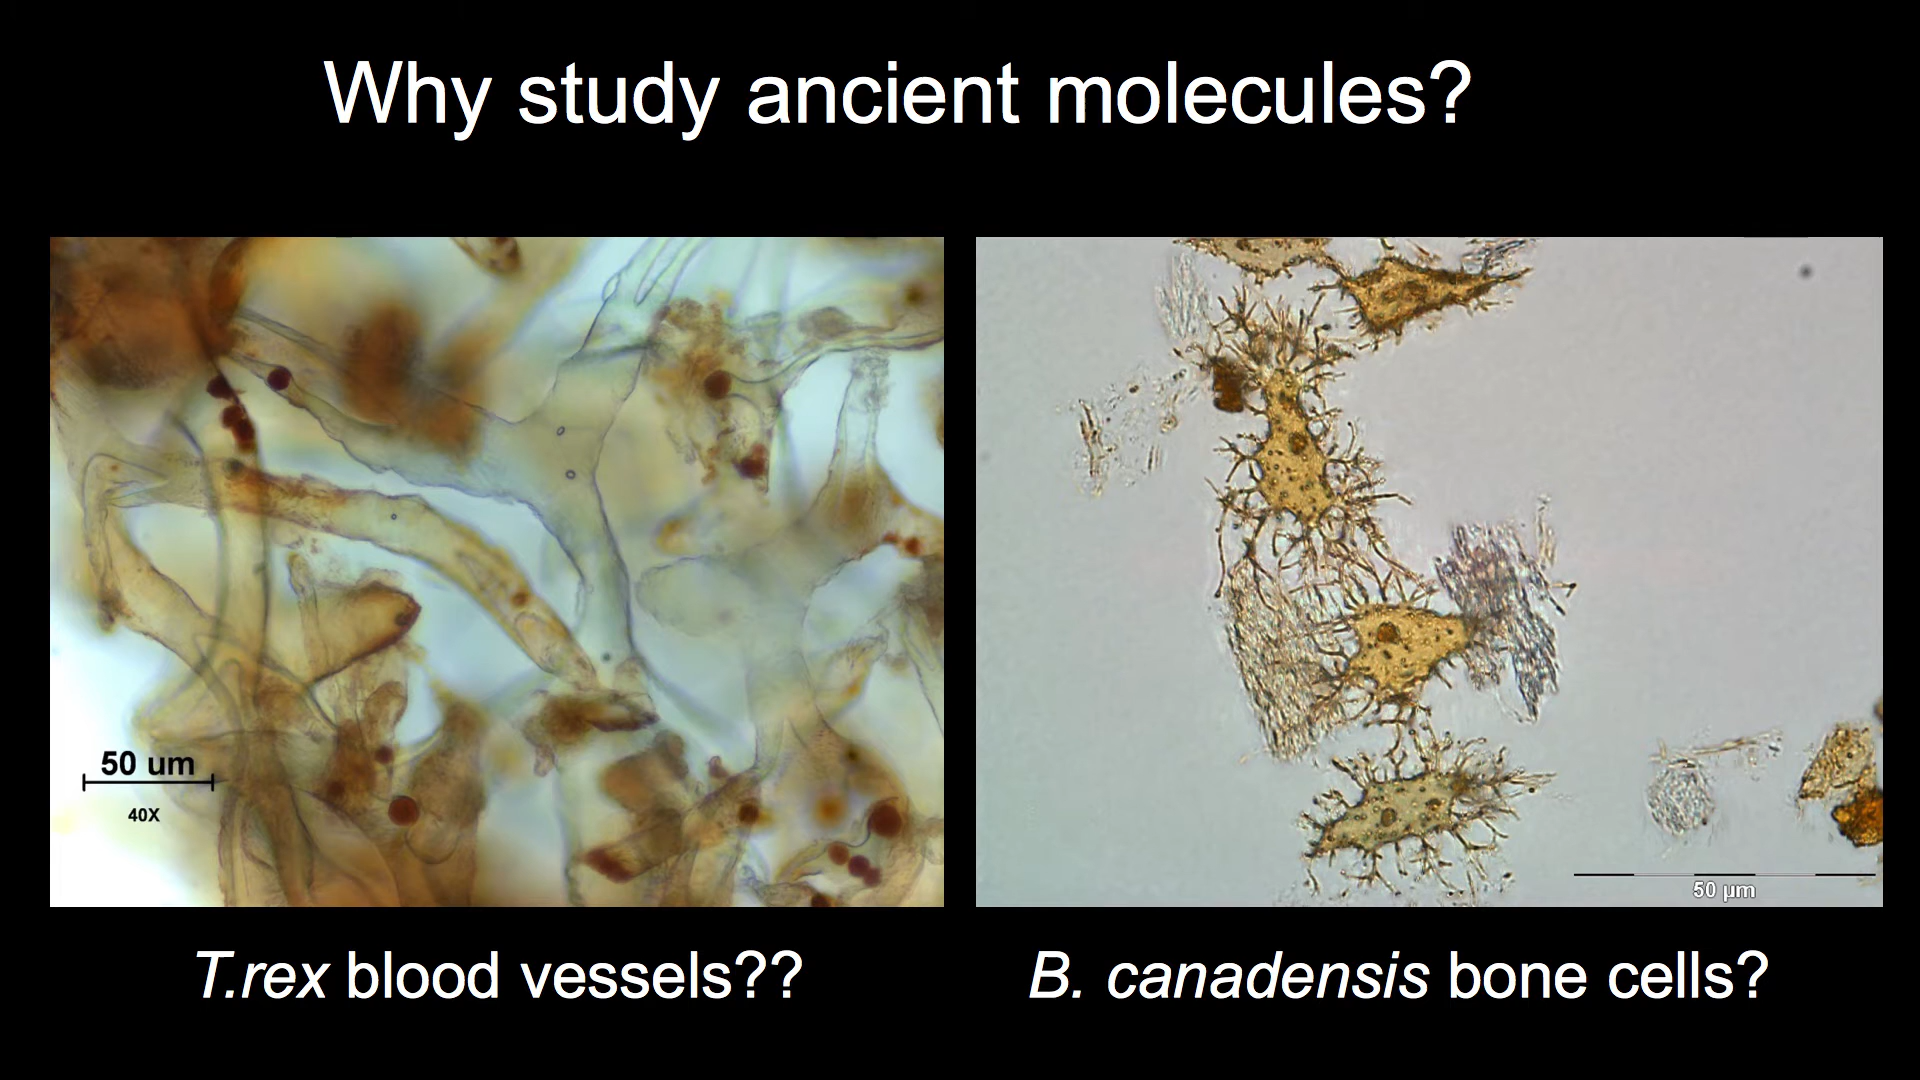 Why study ancient molecules?
50 um
40X
50 µm
T.rex blood vessels??
B. canadensis bone cells?